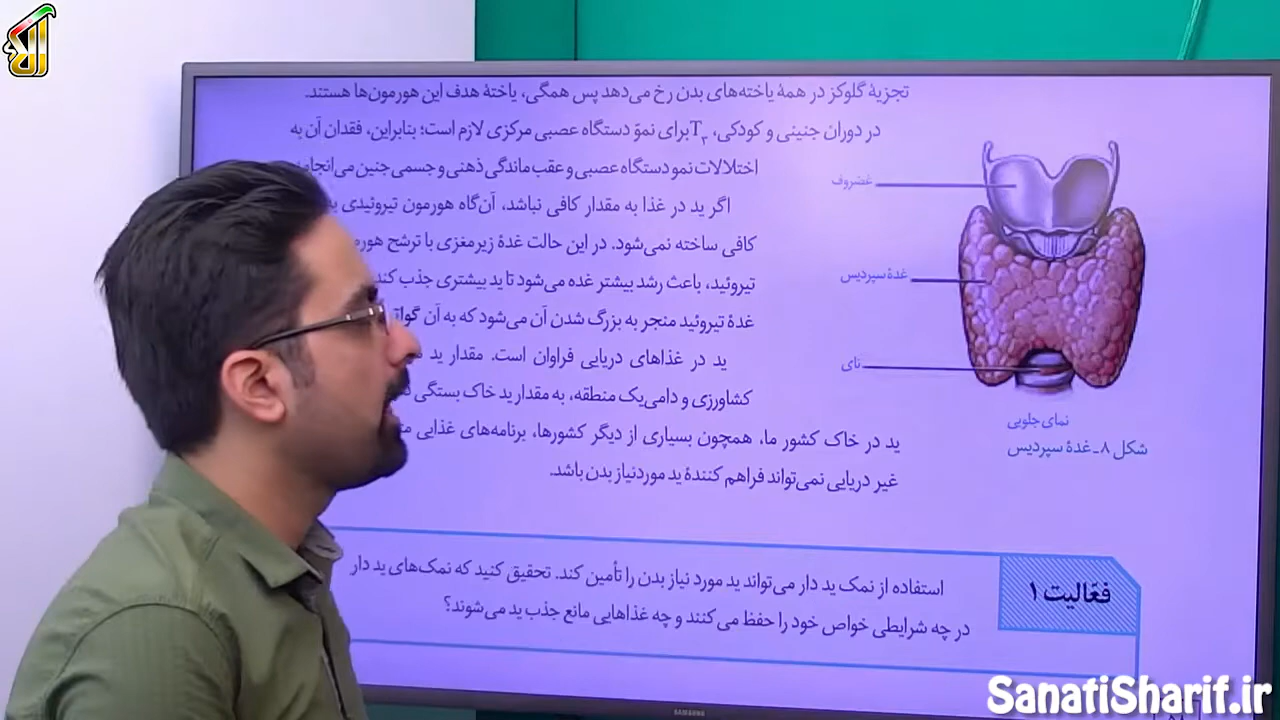 تجزیهٔ گلوکز در همهٔ یاخته‌های بدن رخ می‌دهد پس همگی، یاختهٔ هدف این هورمون‌ها هستند.
در دوران جنینی و کودکی، T۳ برای نموّ دستگاه عصبی مرکزی لازم است؛ بنابراین، فقدان آن به
اختلالات نمو دستگاه عصبی و عقب ماندگی ذهنی و جسمی جنین می‌انجامد
اگر ید در غذا به مقدار کافی نباشد، آن‌گاه هورمون تیروئیدی به
کافی ساخته نمی‌شود. در این حالت غدهٔ زیرمغزی با ترشح
تیروئید، باعث رشد بیشتر غده می‌شود تا ید بیشتری جذب کند
غدهٔ تیروئید منجر به بزرگ شدن آن می‌شود که به آن
ید در غذاهای دریایی فراوان است. مقدار ید
کشاورزی و دامی یک منطقه، به مقدار ید خاک بستگی
ید در خاک کشور ما، همچون بسیاری از دیگر کشورها، برنامه‌های غذایی
غیر دریایی نمی‌تواند فراهم کنندهٔ ید موردنیاز بدن باشد.
غضروف
غدهٔ سپردیس
نای
نمای جلویی
شکل ۸ـ غدهٔ سپردیس
فعّالیت ۱
استفاده از نمک ید دار می‌تواند ید مورد نیاز بدن را تأمین کند. تحقیق کنید که نمک‌های ید دار
در چه شرایطی خواص خود را حفظ می کنند و چه غذاهایی مانع جذب ید می شوند؟
SAMSUNG
SanatiSharif.ir